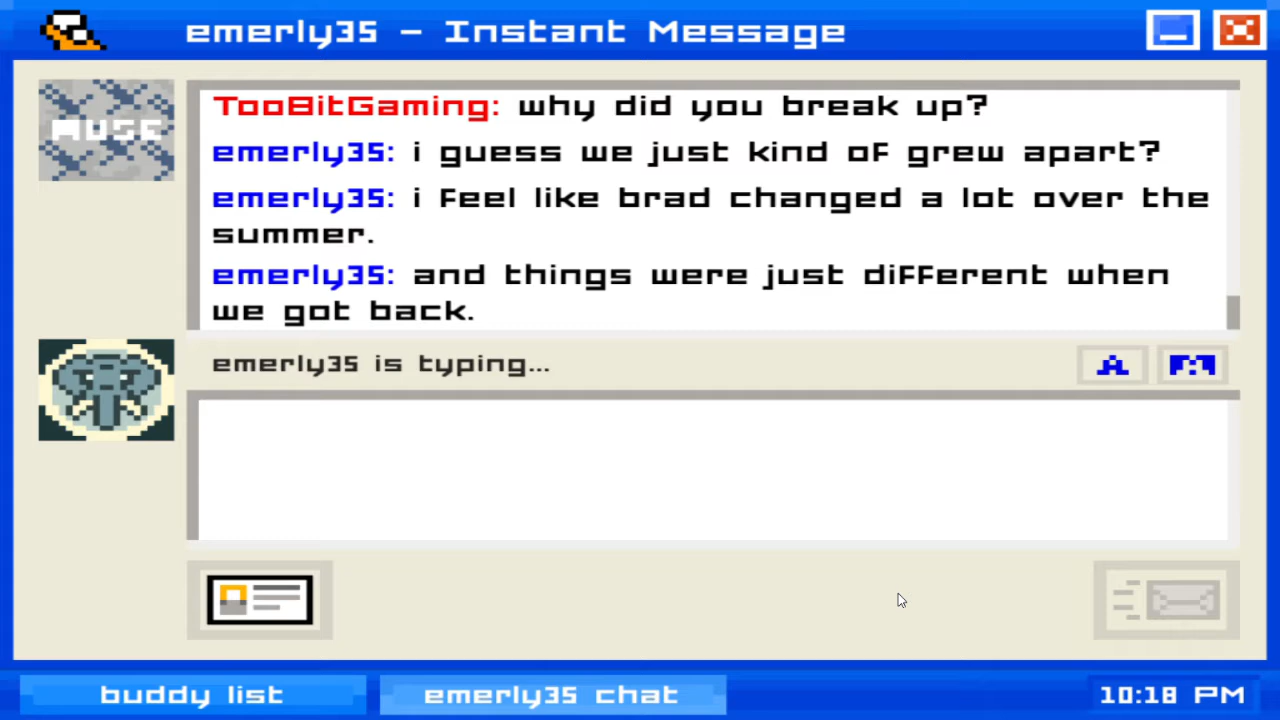 emerly35 - Instant Message
MUSE
TooBitGaming: why did you break up?
emerly35: i guess we just kind of grew apart?
emerly35: i feel like brad changed a lot over the
summer.
emerly35: and things were just different when
we got back.
emerly35 is typing...
A
buddy list
emerly35 chat
10:18 PM